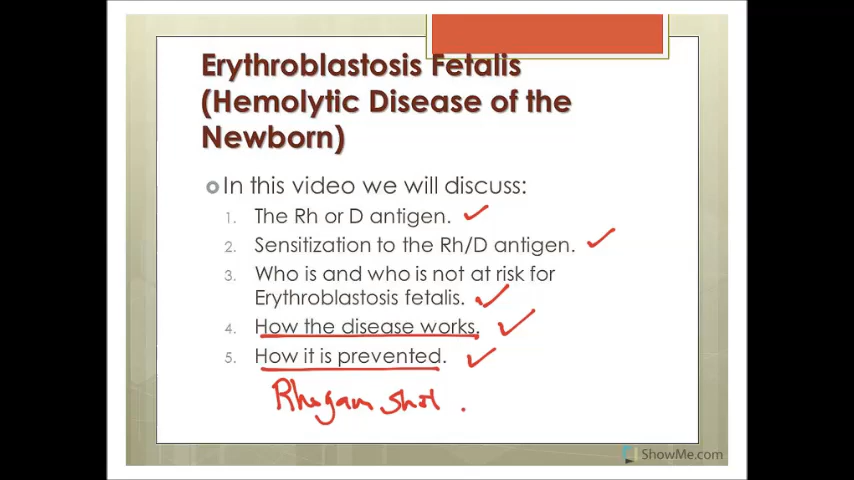 Erythroblastosis Fetalis
(Hemolytic Disease of the
Newborn)
In this video we will discuss:
1. The Rh or D antigen.
2. Sensitization to the Rh/D antigen.
3. Who is and who is not at risk for
Erythroblastosis fetalis.
4. How the disease works.
5. How it is prevented.
Rhogam shot.
ShowMe.com